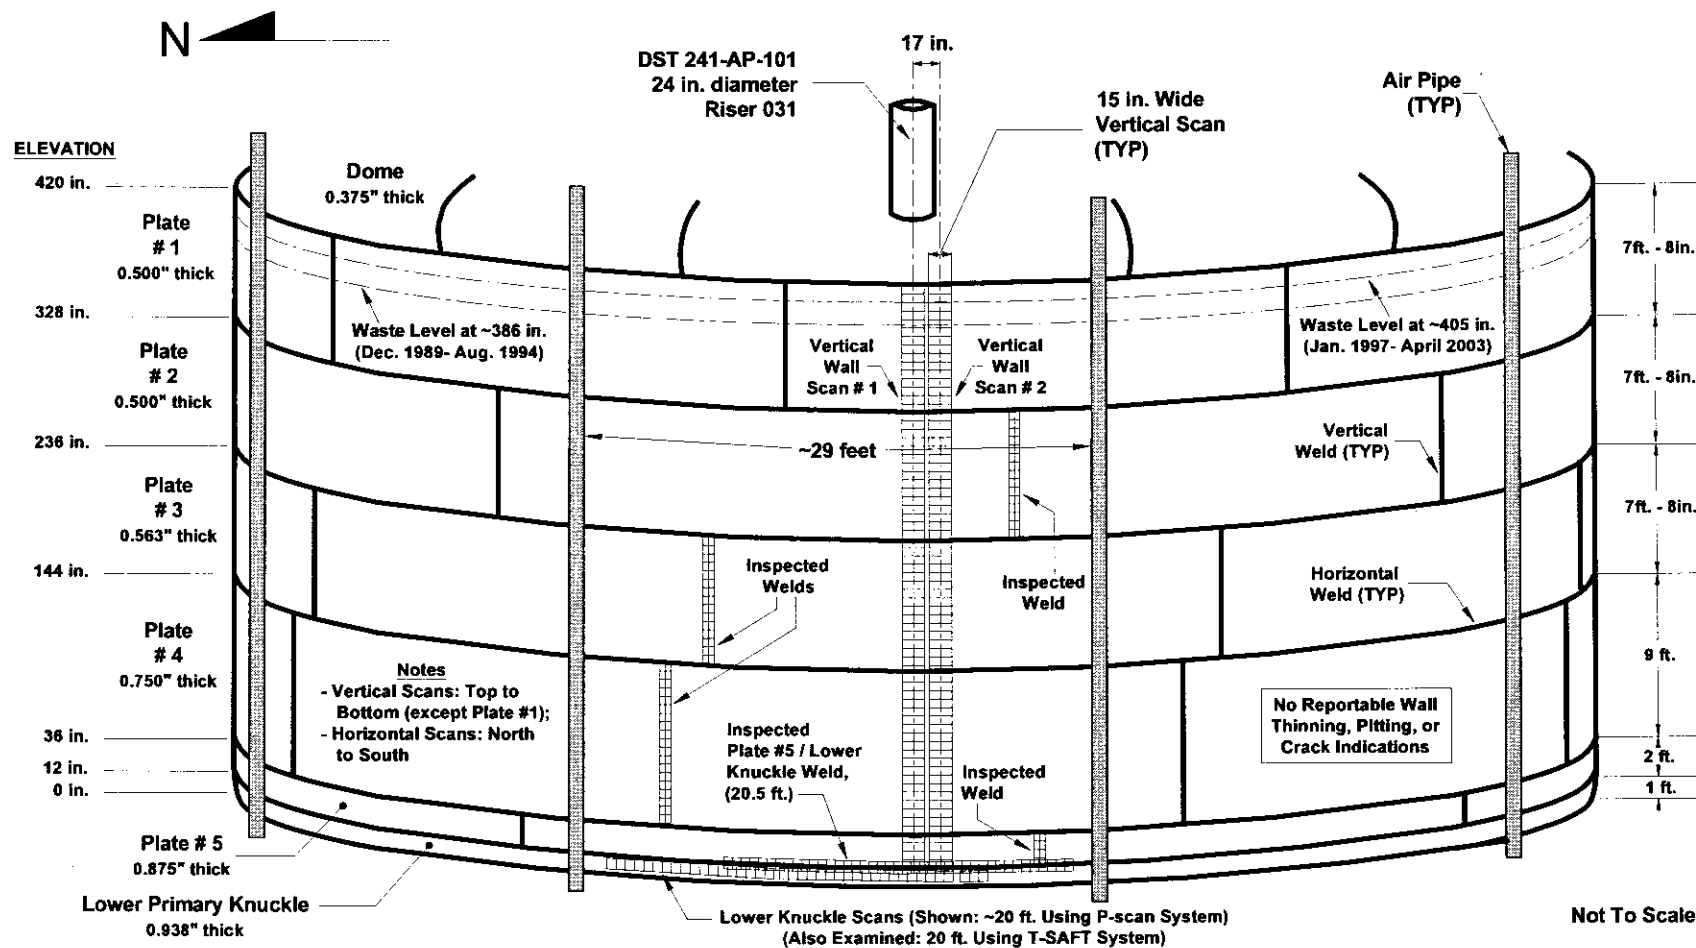 N
DST 241-AP-101
24 in. diameter
Riser 031
17 in.
15 in. Wide
Vertical Scan
(TYP)
Air Pipe
(TYP)
ELEVATION
420 in.
328 in.
236 in.
144 in.
36 in.
12 in.
0 in.
Dome
0.375" thick
Plate
# 1
0.500" thick
Plate
# 2
0.500" thick
Plate
# 3
0.563" thick
Plate
# 4
0.750" thick
Plate # 5
0.875" thick
Lower Primary Knuckle
0.938" thick
Waste Level at ~386 in.
(Dec. 1989- Aug. 1994)
Vertical
Wall
Scan # 1
Vertical
Wall
Scan # 2
Waste Level at ~405 in.
(Jan. 1997- April 2003)
~29 feet
Vertical
Weld (TYP)
Inspected
Welds
Inspected
Weld
Horizontal
Weld (TYP)
Notes
- Vertical Scans: Top to
Bottom (except Plate #1);
- Horizontal Scans: North
to South
Inspected
Plate #5 / Lower
Knuckle Weld,
(20.5 ft.)
Inspected
Weld
No Reportable Wall
Thinning, Pitting, or
Crack Indications
7ft. - 8in.
7ft. - 8in.
7ft. - 8in.
9 ft.
2 ft.
1 ft.
Lower Knuckle Scans (Shown: ~20 ft. Using P-scan System)
(Also Examined: 20 ft. Using T-SAFT System)
Not To Scale